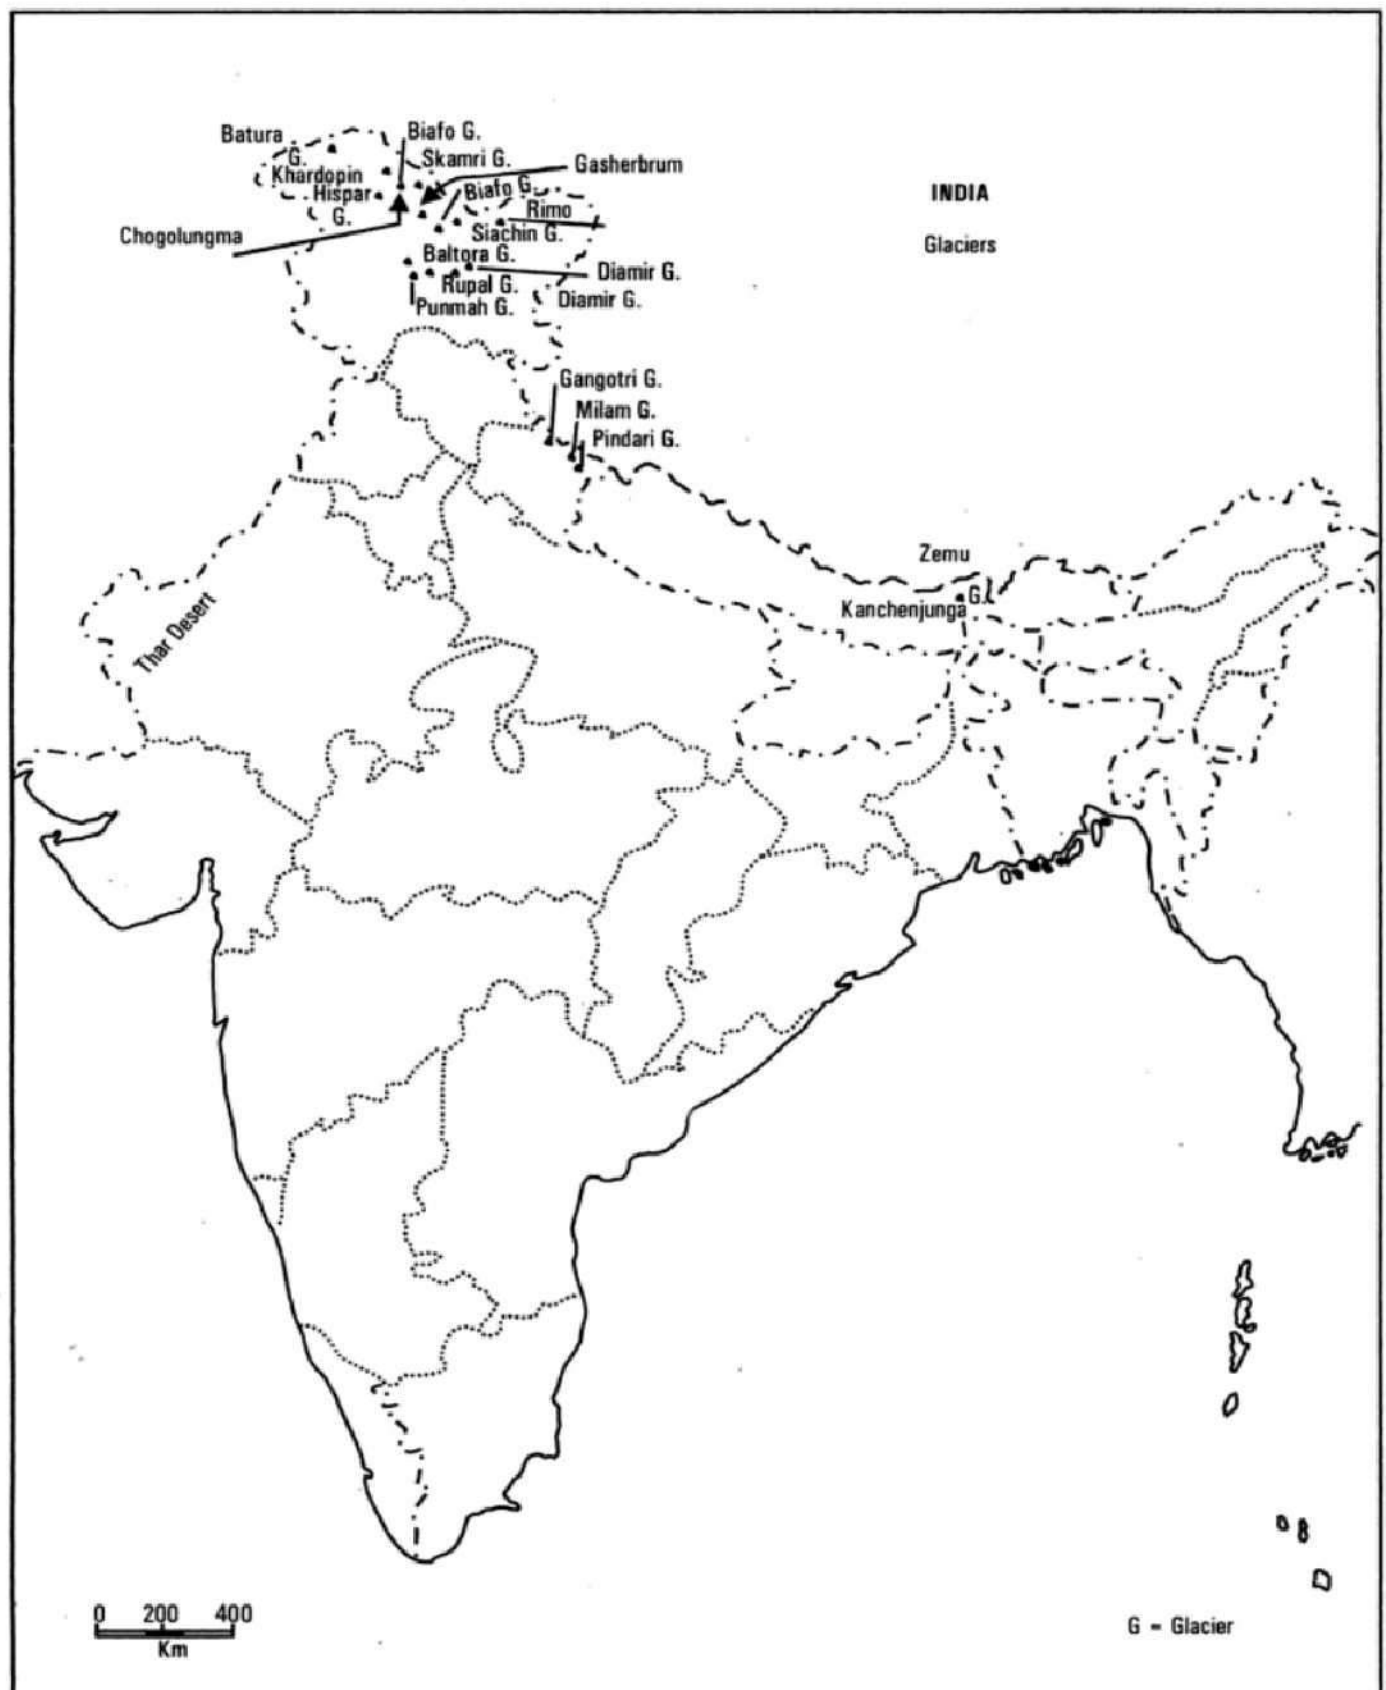 INDIA
Glaciers
Batura
G.
Biafo G.
Skamri G.
Gasherbrum
Khardopin
Hispar
G.
Biafo G.
Rimo
Chogolungma
Siachin G.
Baltora G.
Diamir G.
Rupal G.
Diamir G.
Punmah G.
Gangotri G.
Milam G.
Pindari G.
Zemu
G.
Kanchenjunga
Thar Desert
0 200 400
Km
G = Glacier